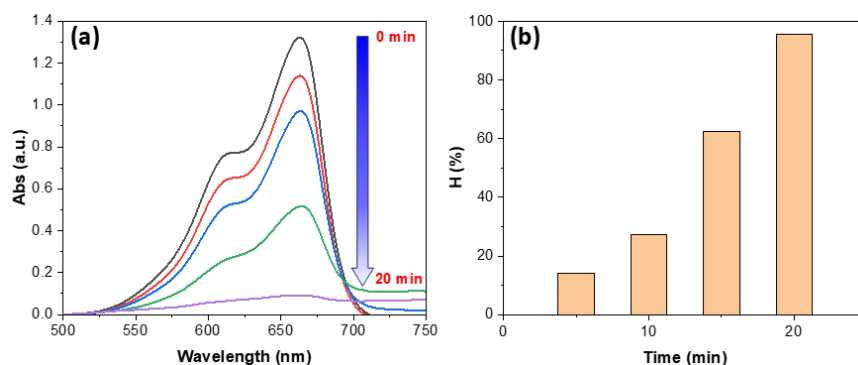 (a)
0 min
20 min
Abs (a.u.)
1.4
1.2
1.0
0.8
0.6
0.4
0.2
0.0
500 550 600 650 700 750
Wavelength (nm)
(b)
H (%)
100
80
60
40
20
0
0 10 20
Time (min)